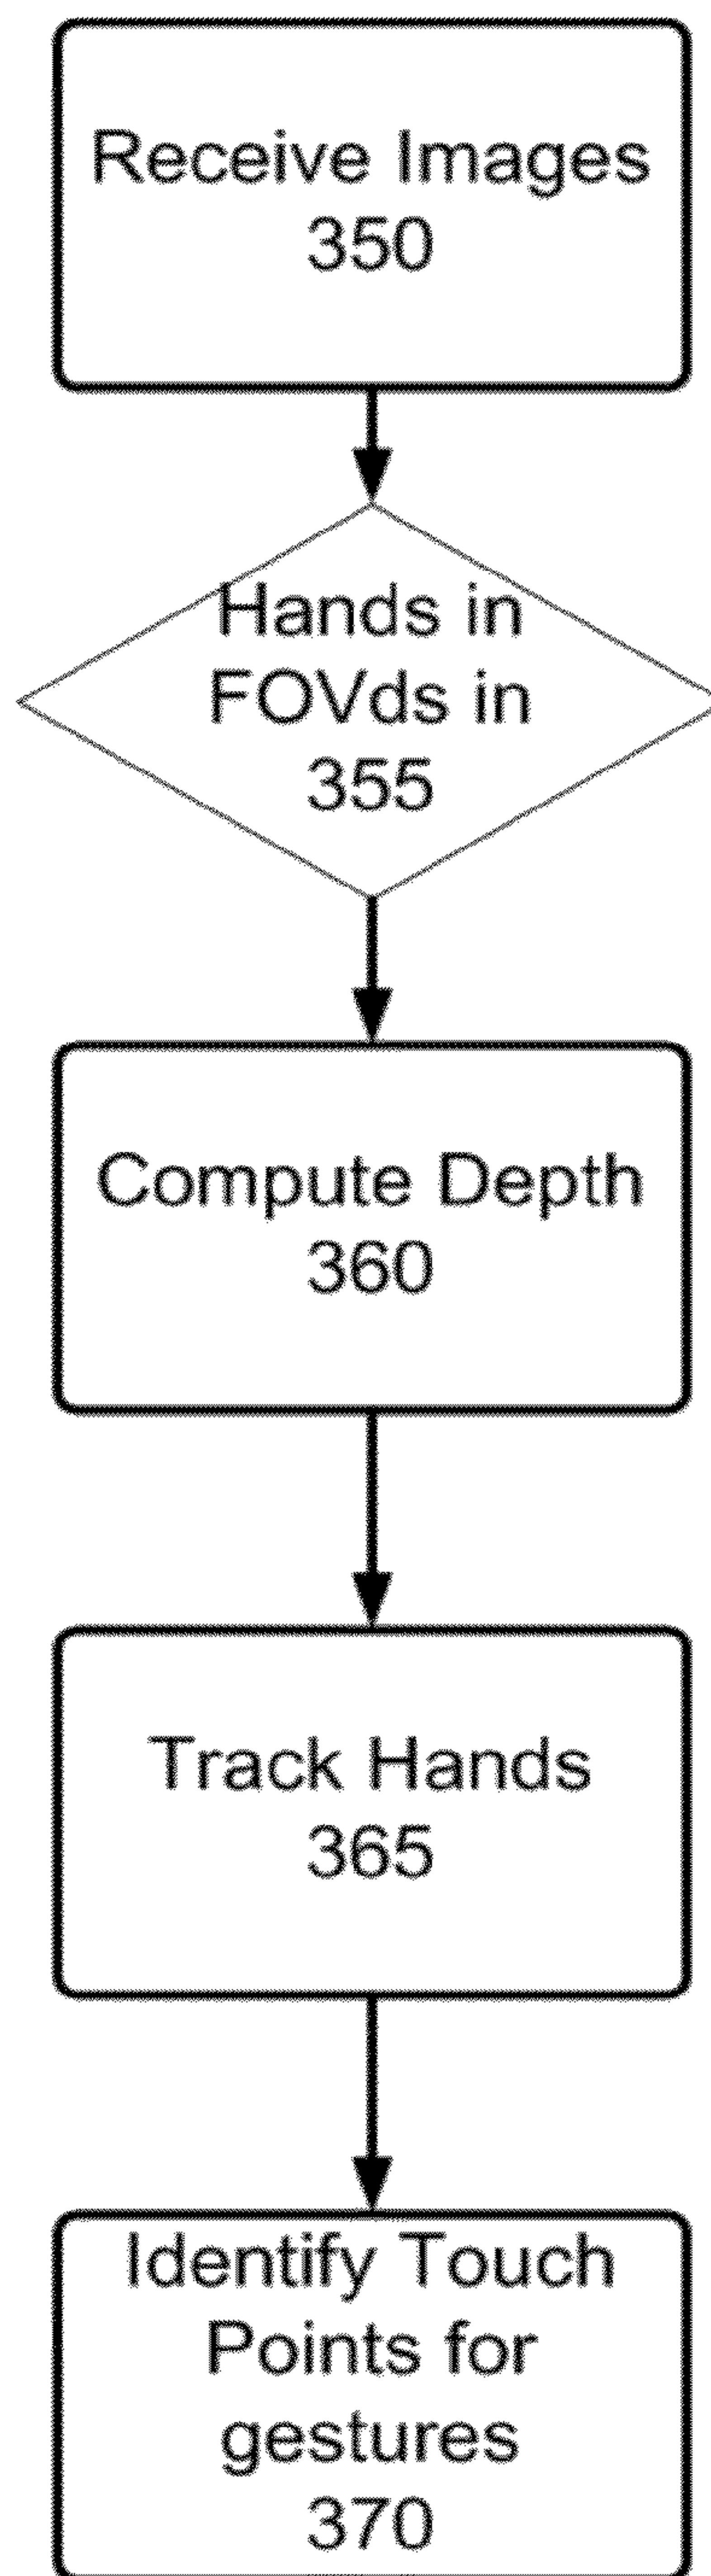 Receive Images
350
Hands in
FOVds in
355
Compute Depth
360
Track Hands
365
Identify Touch
Points for
gestures
370